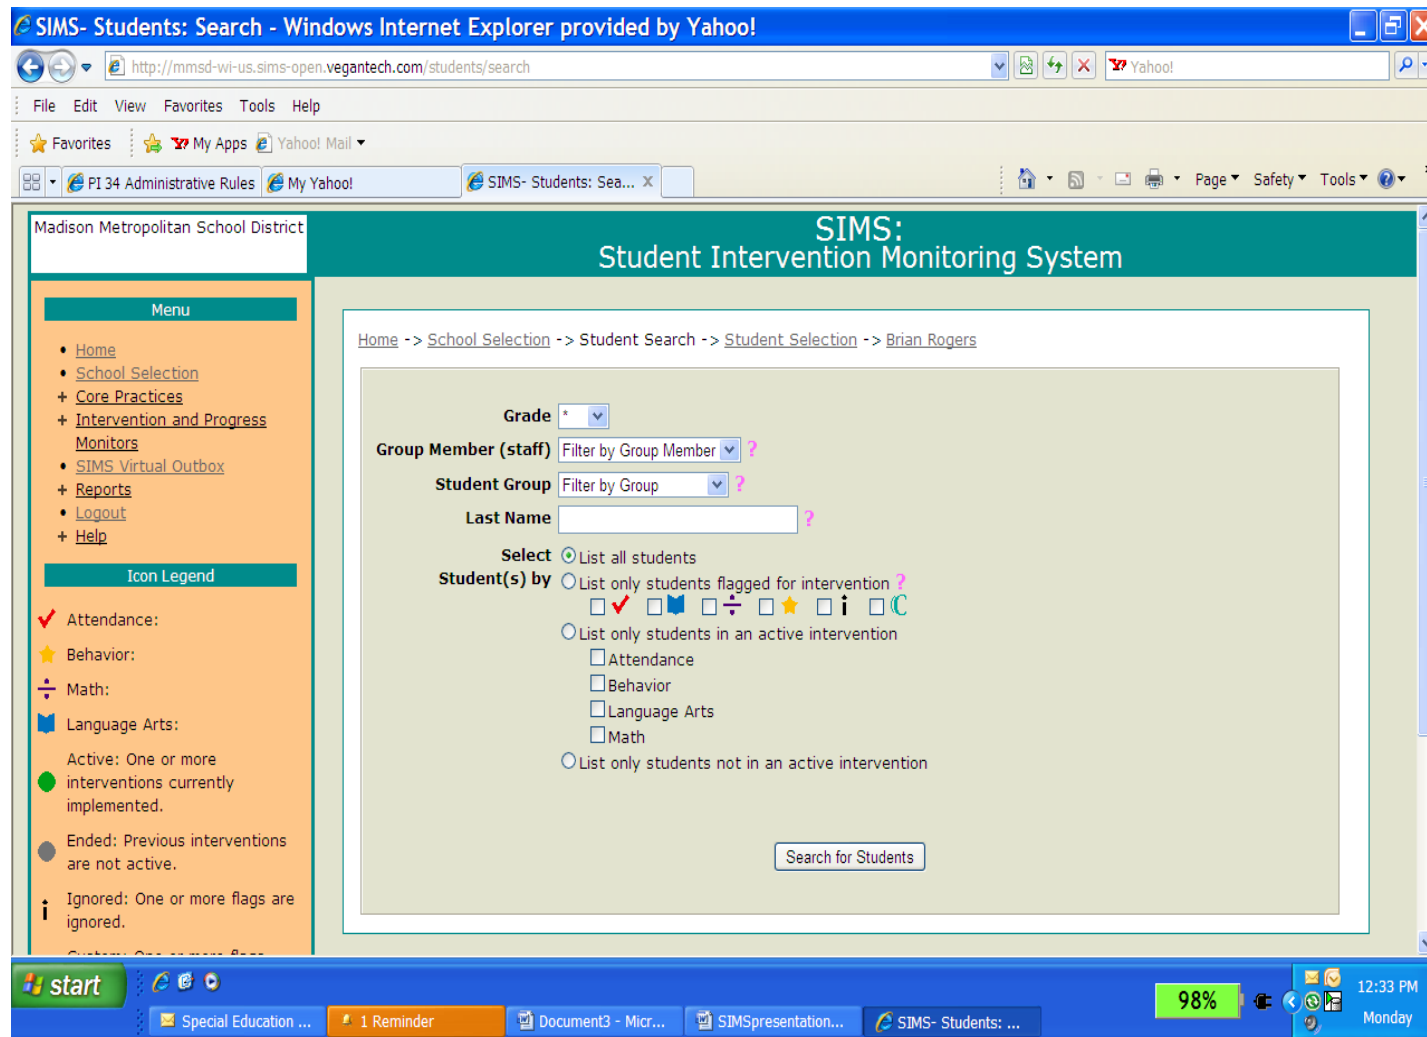 SIMS- Students: Search - Windows Internet Explorer provided by Yahoo!
http://mmsd-wi-us.sims-open.vegantech.com/students/search
Yahoo!
File Edit View Favorites Tools Help
Favorites My Apps Yahoo! Mail
PI 34 Administrative Rules My Yahoo! SIMS- Students: Sea... X Page Safety Tools
Madison Metropolitan School District
SIMS:
Student Intervention Monitoring System
Menu
Home
School Selection
+ Core Practices
+ Intervention and Progress
Monitors
SIMS Virtual Outbox
+ Reports
Logout
+ Help
Icon Legend
Attendance:
Behavior:
Math:
Language Arts:
Active: One or more
interventions currently
implemented.
Ended: Previous interventions
are not active.
i Ignored: One or more flags are
ignored.
Home -> School Selection -> Student Search -> Student Selection -> Brian Rogers
Grade *
Group Member (staff) Filter by Group Member ?
Student Group Filter by Group ?
Last Name ?
Select List all students
Student(s) by List only students flagged for intervention ?
i C
List only students in an active intervention
Attendance
Behavior
Language Arts
Math
List only students not in an active intervention
Search for Students
start
Special Education ... 1 Reminder Document3 - Micr... SIMSpresentation... SIMS- Students: ...
98%
12:33 PM
Monday